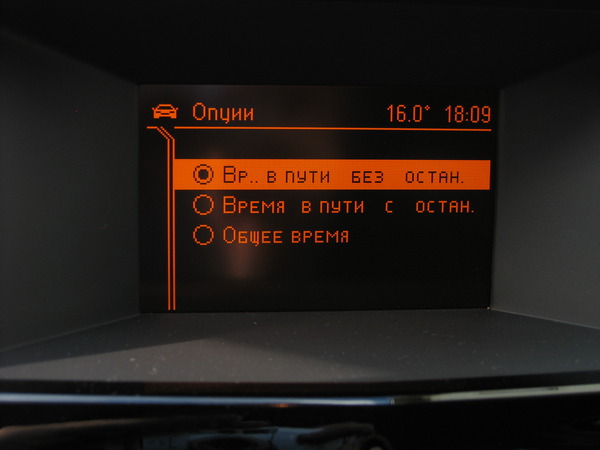 Опции 16.0° 18:09
Вр.. в пути без остан.
Время в пути с остан.
Общее время